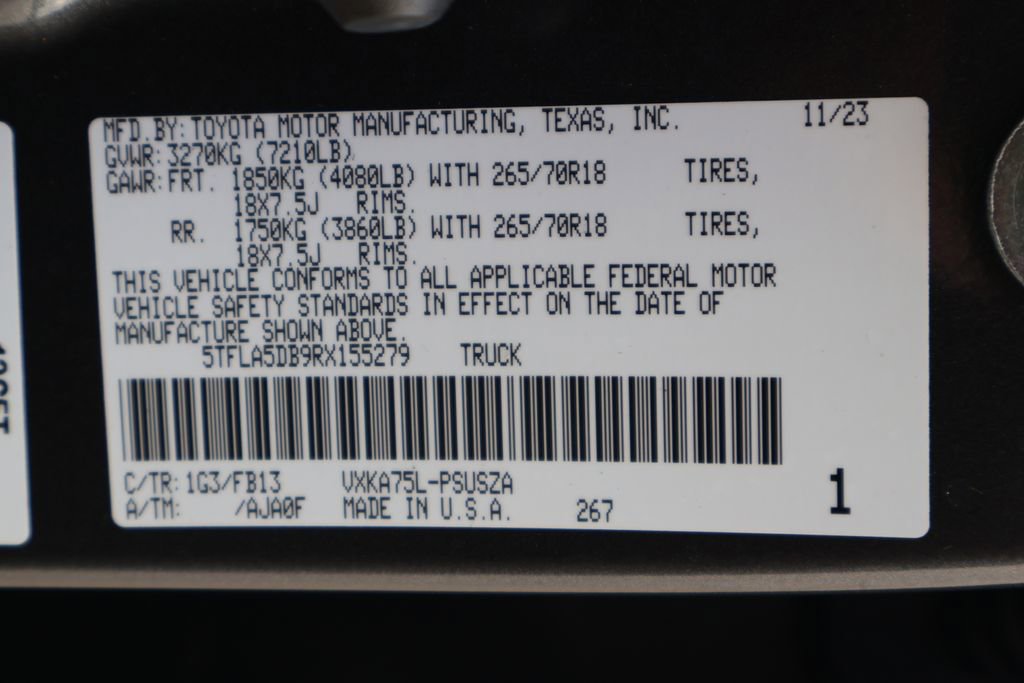 MFD.BY: TOYOTA MOTOR MANUFACTURING, TEXAS, INC. 11/23
GVWR: 3270KG (7210LB)
GAWR: FRT. 1850KG (4080LB) WITH 265/70R18 TIRES,
18X7.5J RIMS.
RR. 1750KG (3860LB) WITH 265/70R18 TIRES,
18X7.5J RIMS.
THIS VEHICLE CONFORMS TO ALL APPLICABLE FEDERAL MOTOR
VEHICLE SAFETY STANDARDS IN EFFECT ON THE DATE OF
MANUFACTURE SHOWN ABOVE.
5TFLA5DB9RX155279 TRUCK
C/TR: 1G3/FB13 VXKA75L-PSUSZA
A/TM: /AJA0F MADE IN U.S.A. 267
1